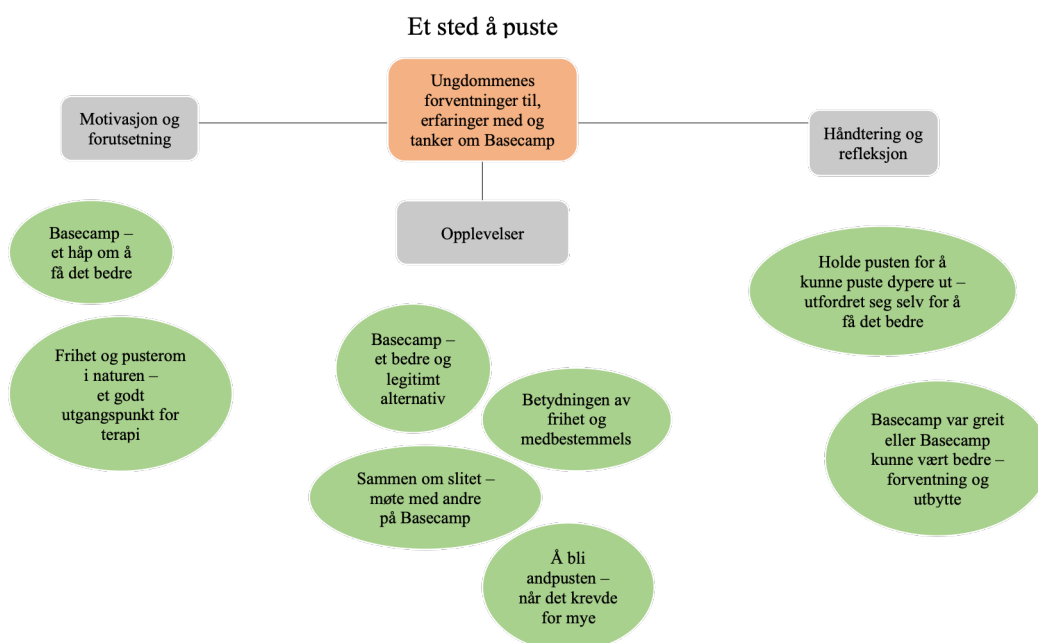 Et sted å puste
Ungdommenes
forventninger til,
erfaringer med og
tanker om Basecamp
Motivasjon og
forutsetning
Basecamp –
et håp om å
få det bedre
Frihet og pusterom
i naturen –
et godt
utgangspunkt for
terapi
Opplevelser
Basecamp –
et bedre og
legitimt
alternativ
Betydningen av
frihet og
medbestemmels
Sammen om slitet –
møte med andre
på Basecamp
Å bli
andpusten –
når det krevde
for mye
Håndtering og
refleksjon
Holde pusten for å
kunne puste dypere ut –
utfordret seg selv for å
få det bedre
Basecamp var greit
eller Basecamp
kunne vært bedre –
forventning og
utbytte